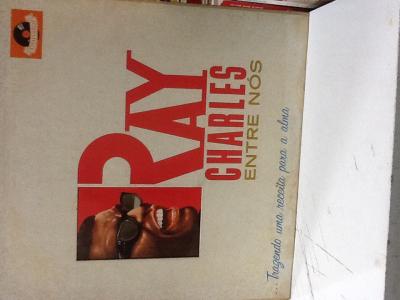 RAY
CHARLES
ENTRE NÓS
...Trazendo uma receita para a alma